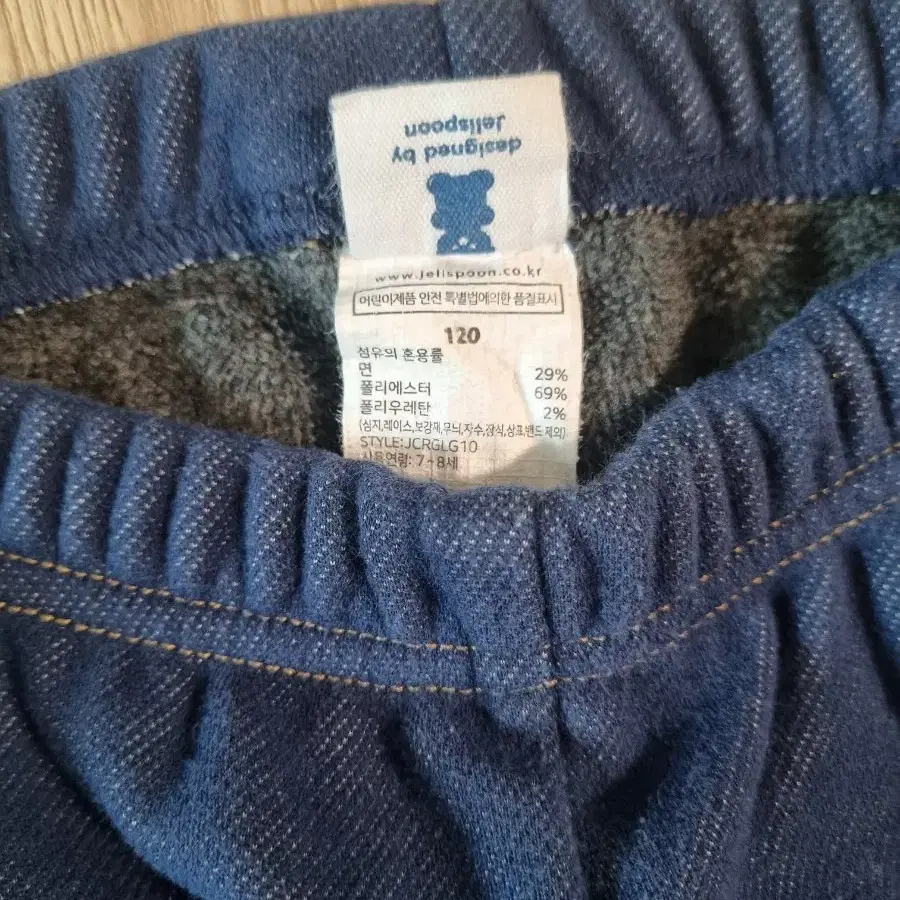 designed by
Jelispoon
www.jelispoon.co.kr
어린이제품 안전 특별법에의한 품질표시
120
섬유의 혼용률
면 29%
폴리에스터 69%
폴리우레탄 2%
(심지,레이스,보강재,무늬,자수,장식,상표,밴드 제외)
STYLE:JCRGLG10
사용연령: 7~8세